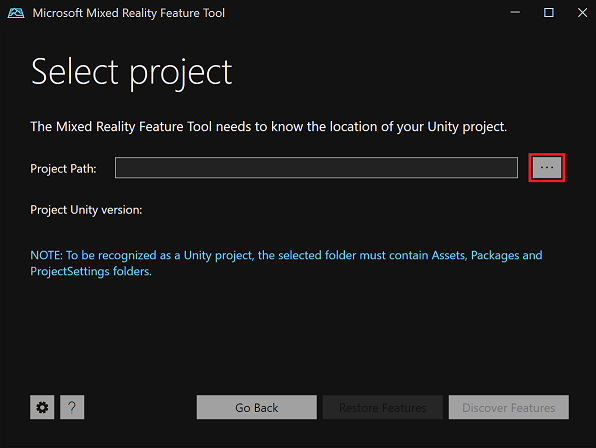 Microsoft Mixed Reality Feature Tool
Select project
The Mixed Reality Feature Tool needs to know the location of your Unity project.
Project Path:
...
Project Unity version:
NOTE: To be recognized as a Unity project, the selected folder must contain Assets, Packages and
ProjectSettings folders.
?
Go Back
Restore Features
Discover Features